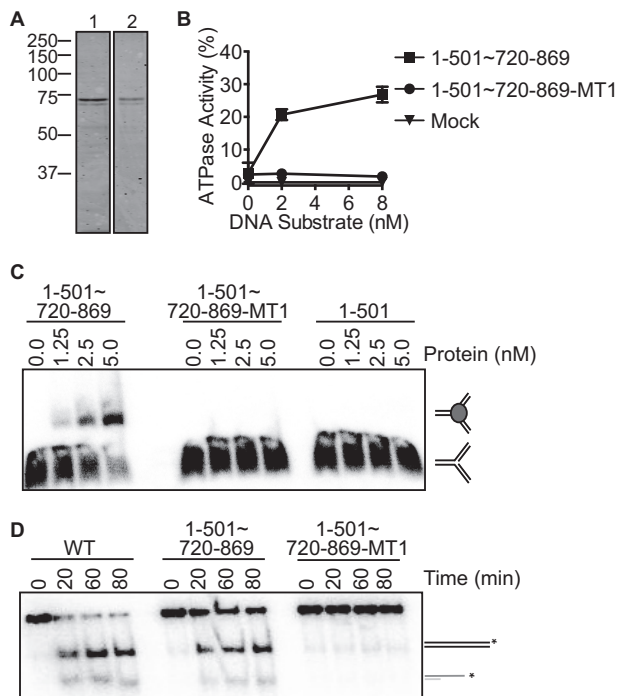 A
1 2
250
150
100
75
50
37
B
ATPase Activity (%)
40
30
20
10
0
0 2 4 6 8
DNA Substrate (nM)
1-501~720-869
1-501~720-869-MT1
Mock
C
1-501~
720-869
1-501~
720-869-MT1
1-501
0.0 1.25 2.5 5.0 0.0 1.25 2.5 5.0 0.0 1.25 2.5 5.0 Protein (nM)
D
WT
1-501~
720-869
1-501~
720-869-MT1
0 20 60 80 0 20 60 80 0 20 60 80 Time (min)
*
*